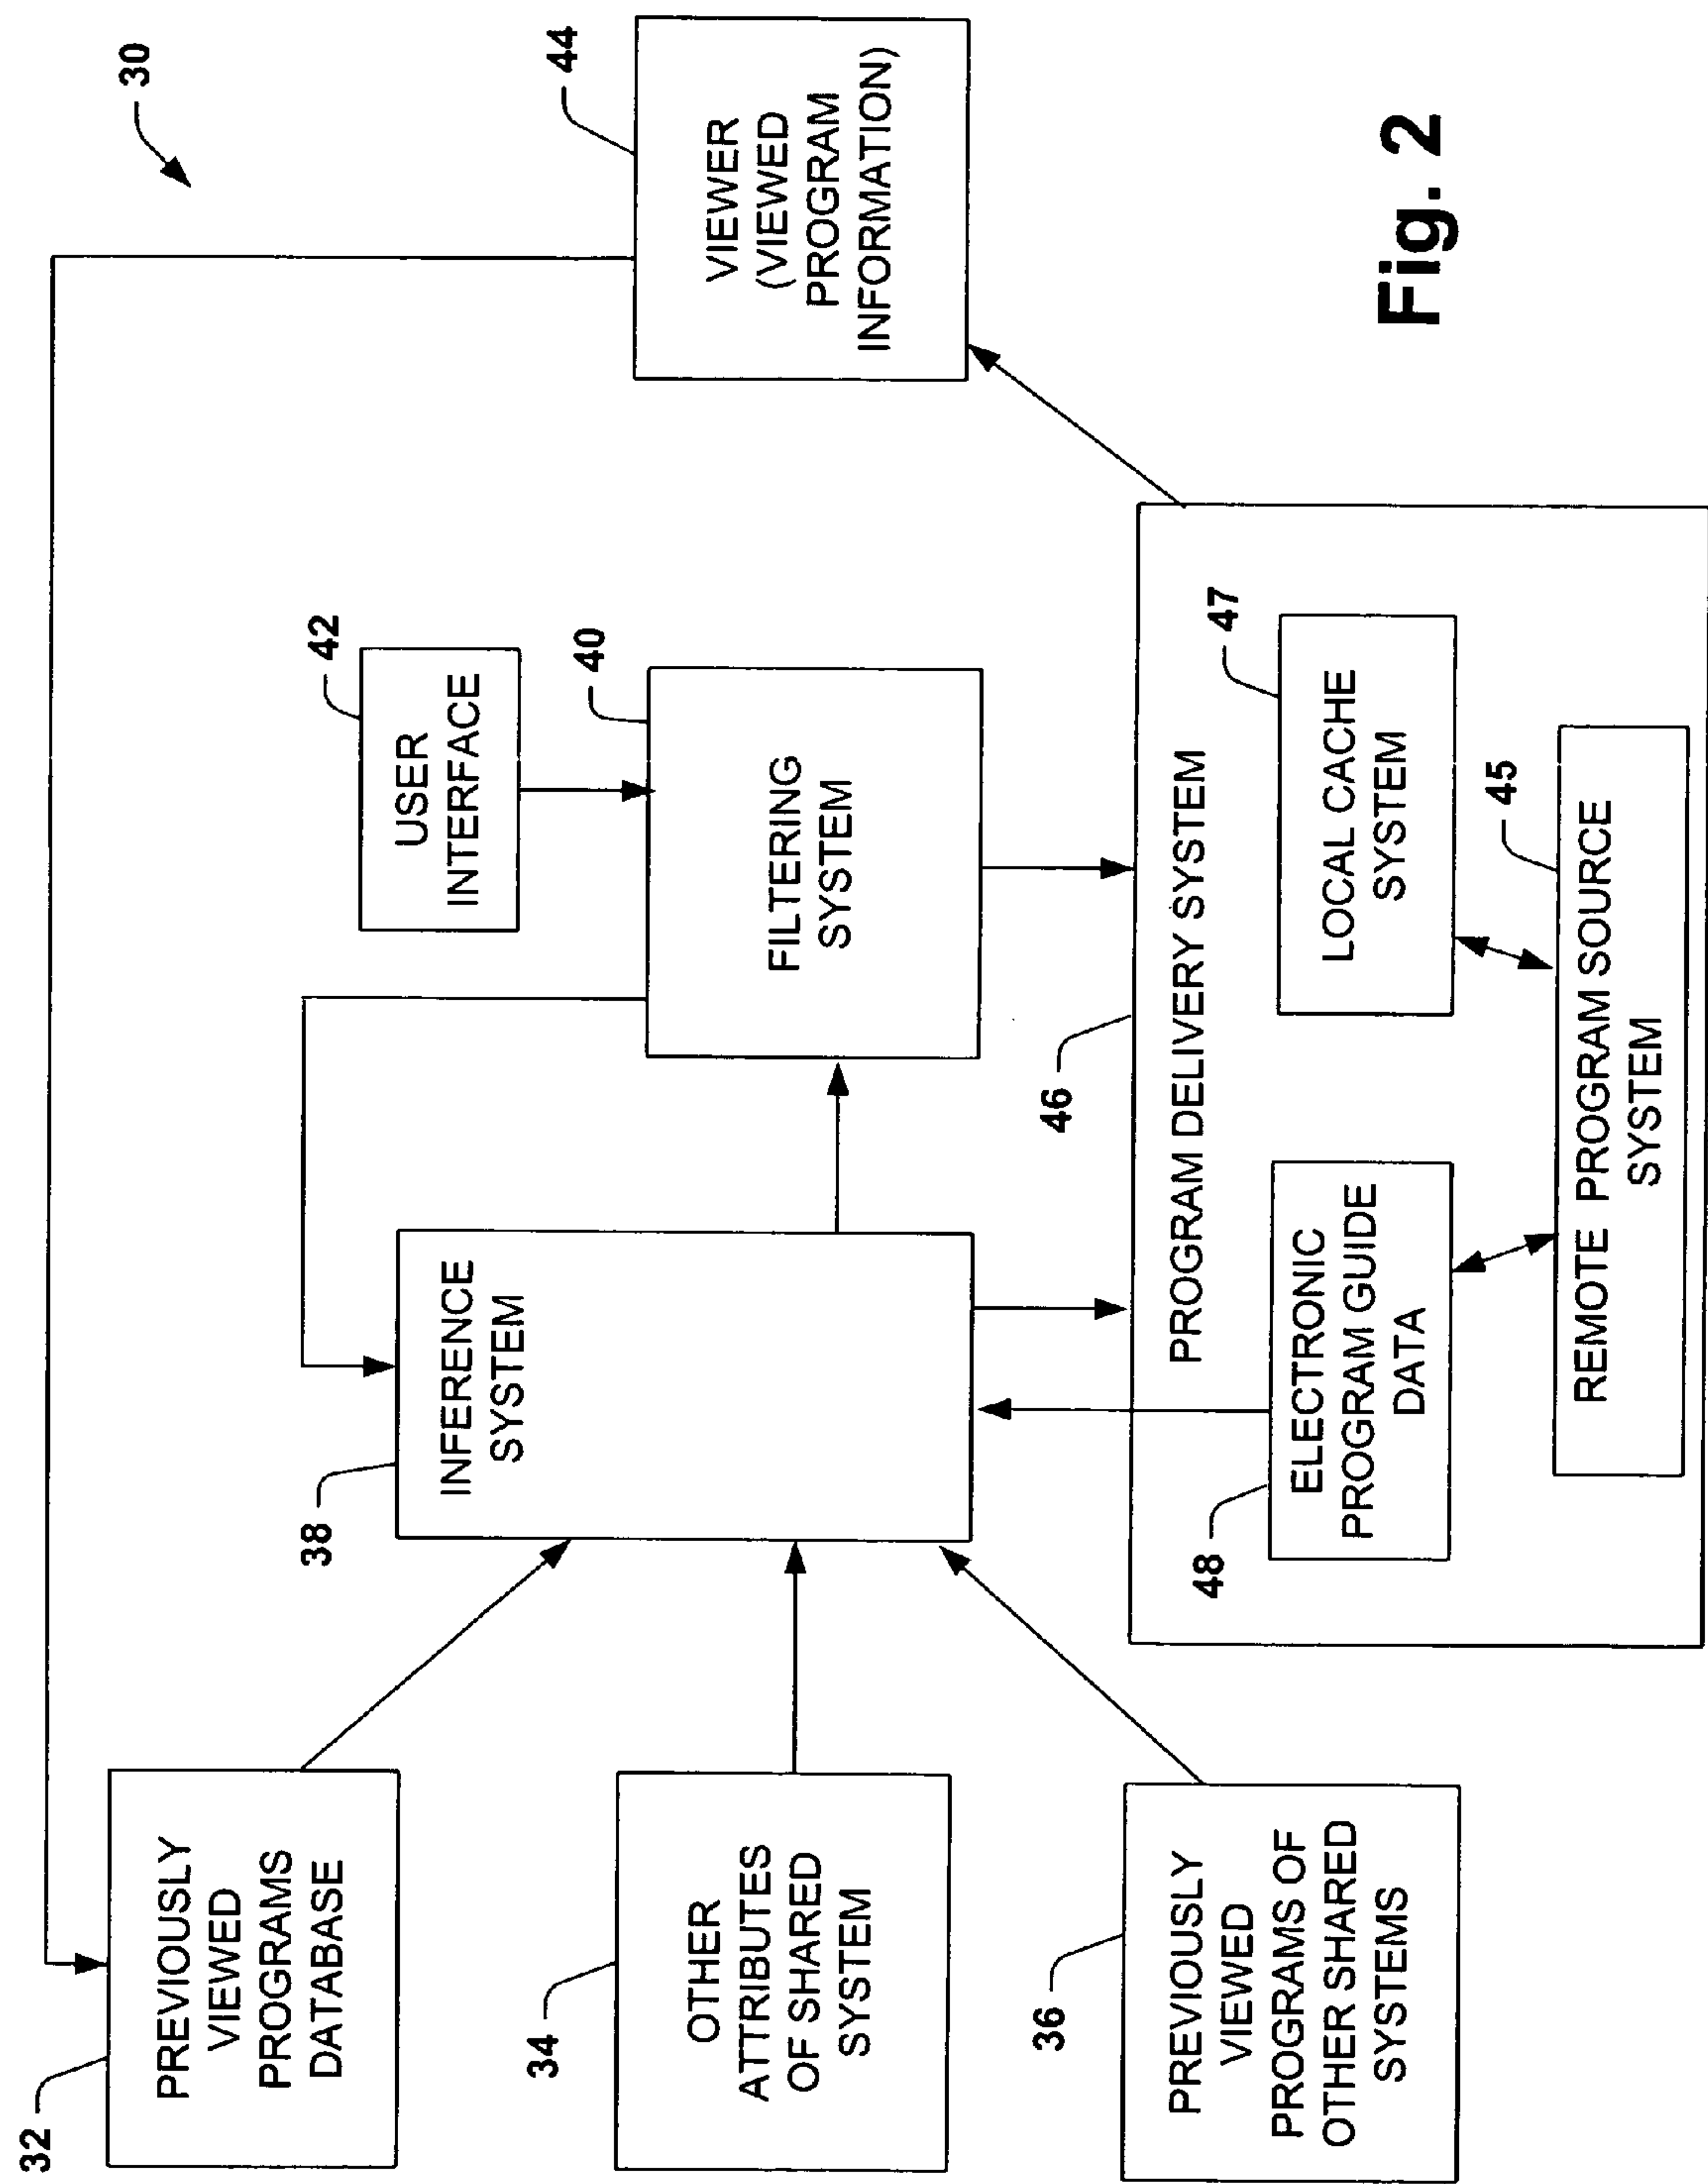 30
32
PREVIOUSLY
VIEWED
PROGRAMS
DATABASE
34
OTHER
ATTRIBUTES
OF SHARED
SYSTEM
36
PREVIOUSLY
VIEWED
PROGRAMS OF
OTHER SHARED
SYSTEMS
38
INFERENCE
SYSTEM
42
USER
INTERFACE
40
FILTERING
SYSTEM
44
VIEWER
(VIEWED
PROGRAM
INFORMATION)
46
PROGRAM DELIVERY SYSTEM
48
ELECTRONIC
PROGRAM GUIDE
DATA
47
LOCAL CACHE
SYSTEM
45
REMOTE PROGRAM SOURCE
SYSTEM
Fig. 2